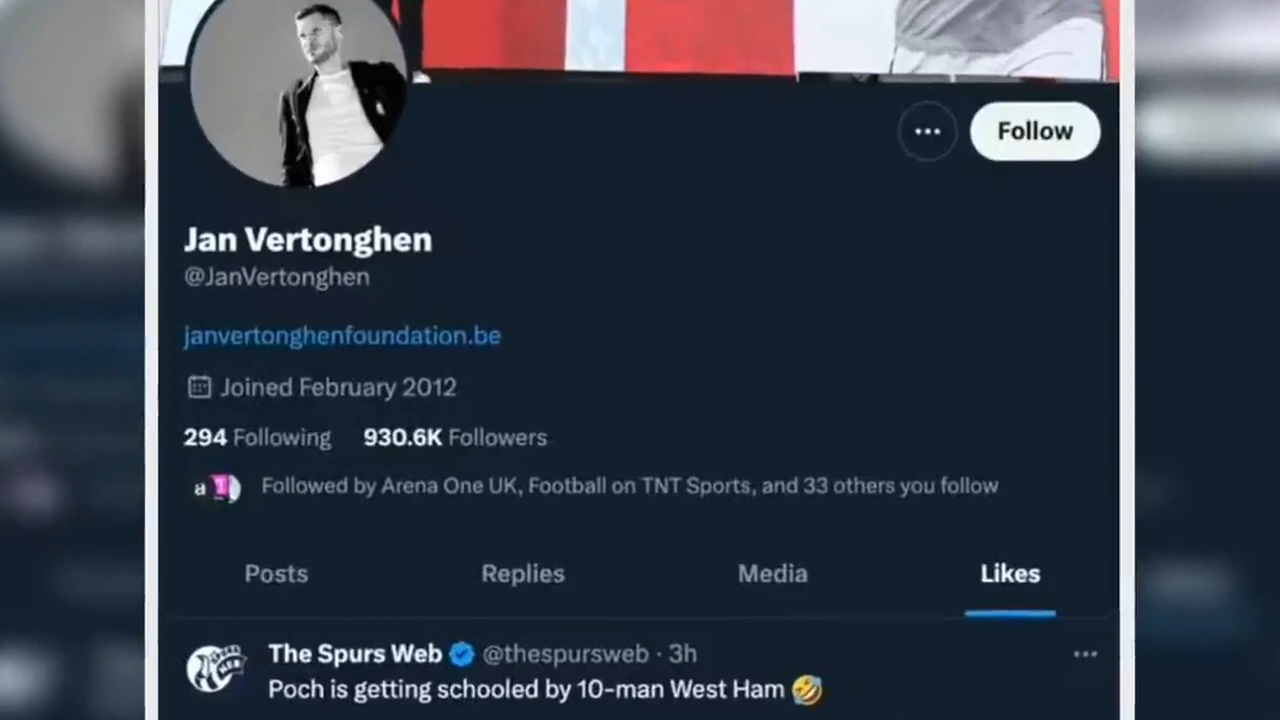 Follow
Jan Vertonghen
@JanVertonghen
janvertonghenfoundation.be
Joined February 2012
294 Following 930.6K Followers
a
Followed by Arena One UK, Football on TNT Sports, and 33 others you follow
Posts Replies Media Likes
The Spurs Web @thespursweb · 3h
Poch is getting schooled by 10-man West Ham 🤣